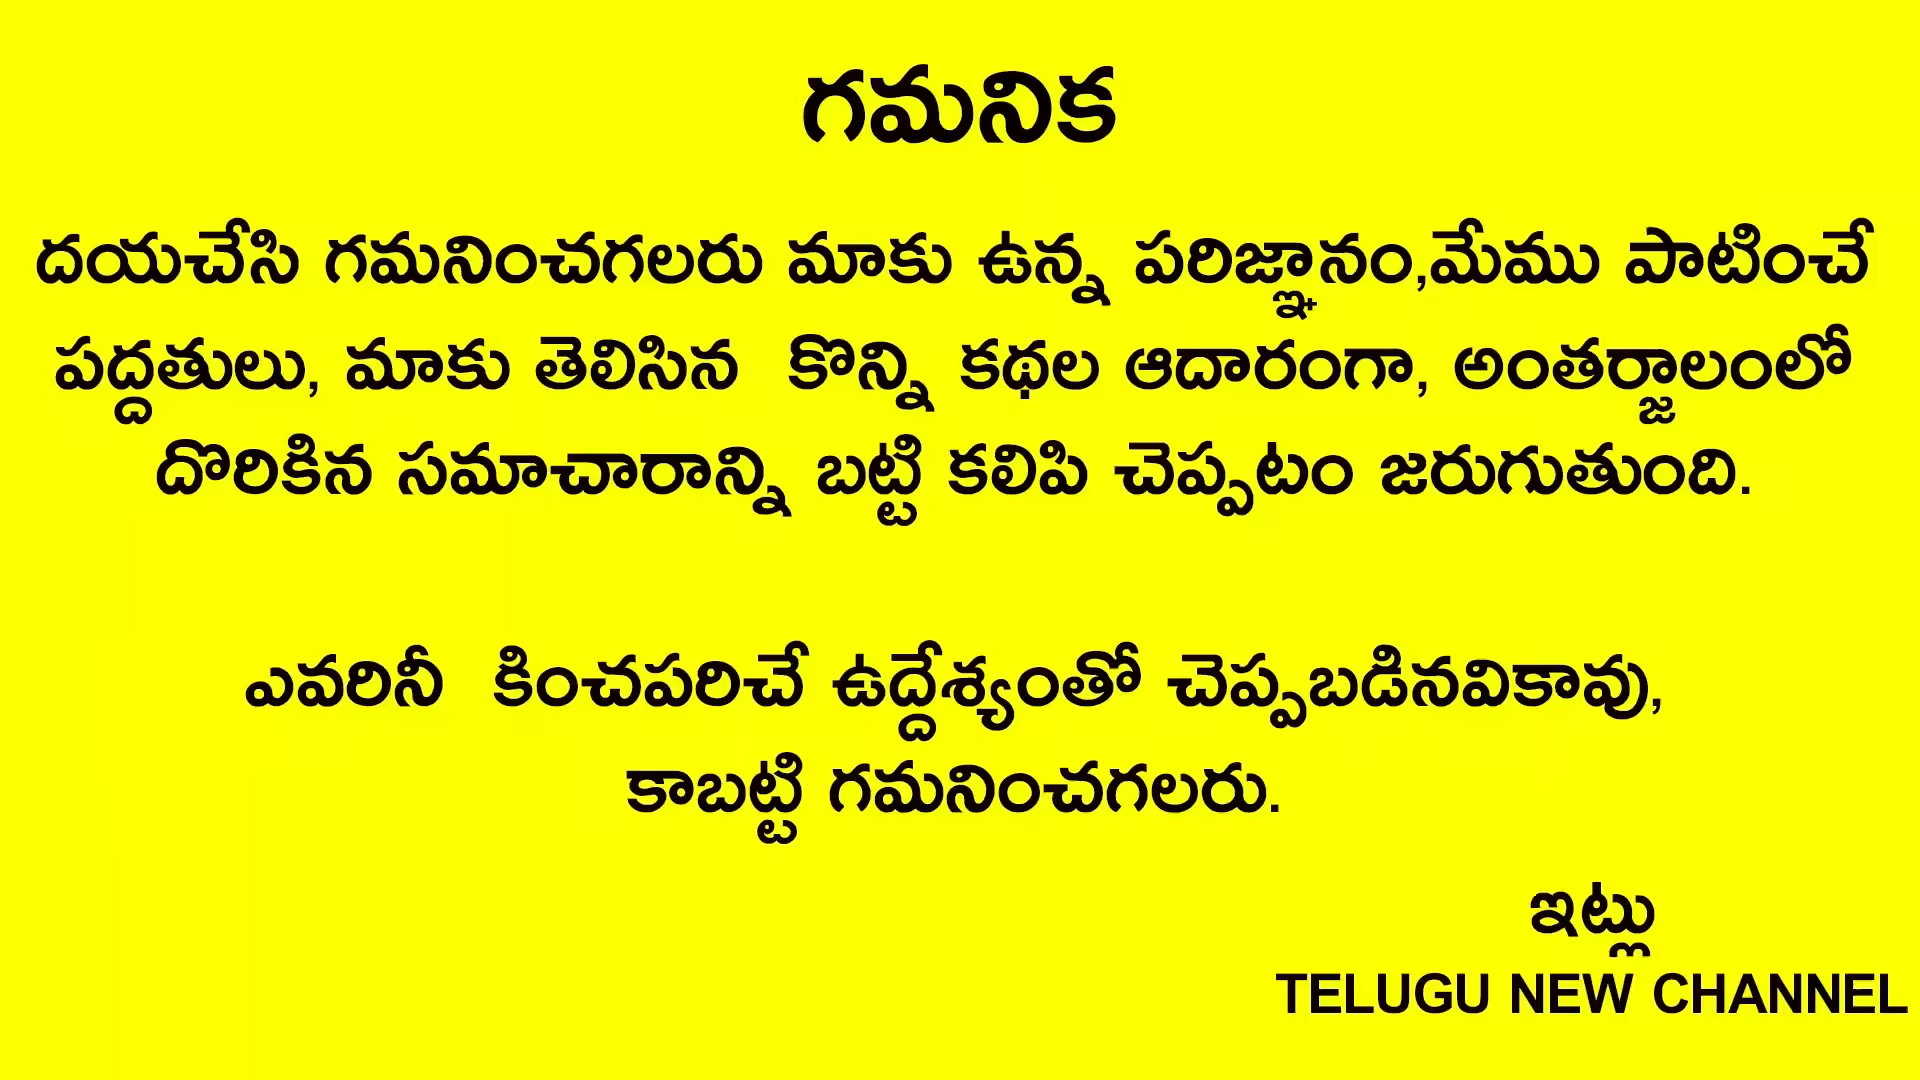 గమనిక
దయచేసి గమనించగలరు మాకు ఉన్న పరిజ్ఞానం,మేము పాటించే
పద్దతులు, మాకు తెలిసిన కొన్ని కథల ఆదారంగా, అంతర్జాలంలో
దొరికిన సమాచారాన్ని బట్టి కలిపి చెప్పటం జరుగుతుంది.
ఎవరినీ కించపరిచే ఉద్దేశ్యంతో చెప్పబడినవికావు,
కాబట్టి గమనించగలరు.
ఇట్లు
TELUGU NEW CHANNEL